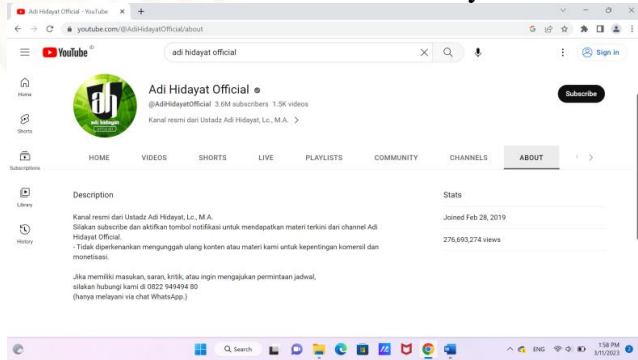 Adi Hidayat Official - YouTube
youtube.com/@AdiHidayatOfficial/about
YouTube ID
adi hidayat official
Sign in
Home
Shorts
Subscriptions
Library
History
adi hidayat
OFFICIAL
Adi Hidayat Official
@AdiHidayatOfficial 3.6M subscribers 1.5K videos
Kanal resmi dari Ustadz Adi Hidayat, Lc., M.A.
Subscribe
HOME VIDEOS SHORTS LIVE PLAYLISTS COMMUNITY CHANNELS ABOUT
Description
Kanal resmi dari Ustadz Adi Hidayat, Lc., M.A.
Silakan subscribe dan aktifkan tombol notifikasi untuk mendapatkan materi terkini dari channel Adi
Hidayat Official.
- Tidak diperkenankan mengunggah ulang konten atau materi kami untuk kepentingan komersil dan
monetisasi.
Jika memiliki masukan, saran, kritik, atau ingin mengajukan permintaan jadwal,
silakan hubungi kami di 0822 949494 80
(hanya melayani via chat WhatsApp.)
Stats
Joined Feb 28, 2019
276,693,274 views
Search
ENG
1:58 PM
3/11/2023